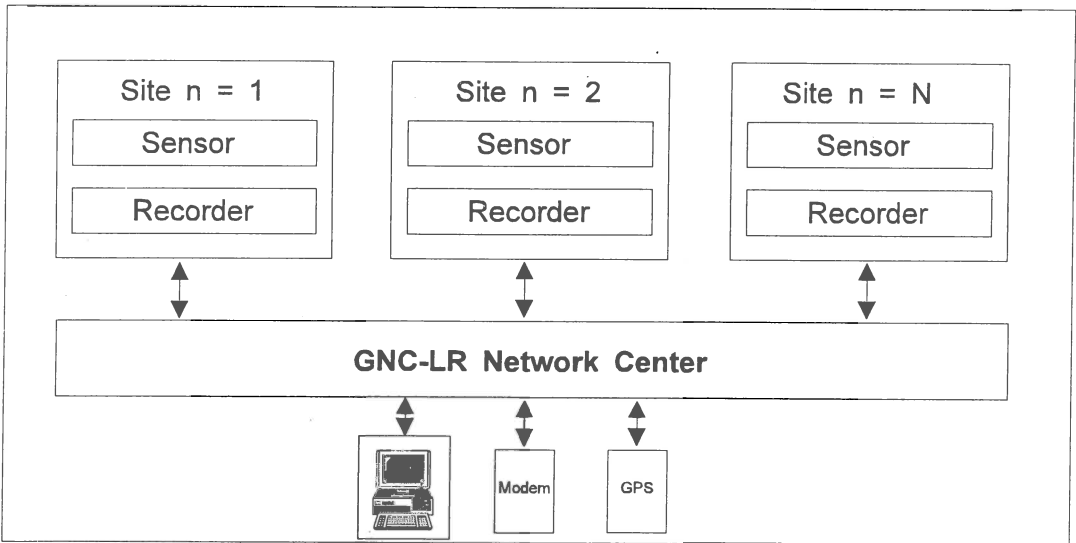 Site n = 1
Sensor
Recorder
Site n = 2
Sensor
Recorder
Site n = N
Sensor
Recorder
GNC-LR Network Center
Modem
GPS